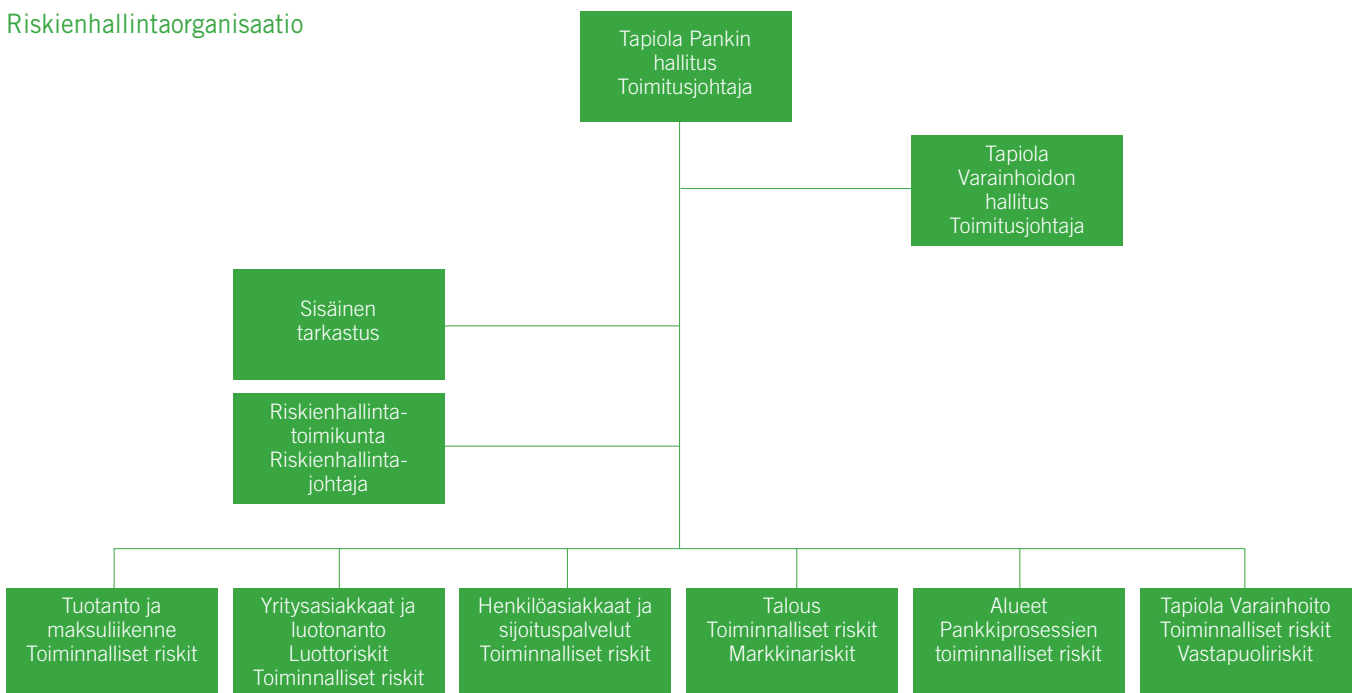 Riskienhallintaorganisaatio
Tapiola Pankin
hallitus
Toimitusjohtaja
Tapiola
Varainhoidon
hallitus
Toimitusjohtaja
Sisäinen
tarkastus
Riskienhallinta-
toimikunta
Riskienhallinta-
johtaja
Tuotanto ja
maksuliikenne
Toiminnalliset riskit
Yritysasiakkaat ja
luotonanto
Luottoriskit
Toiminnalliset riskit
Henkilöasiakkaat ja
sijoituspalvelut
Toiminnalliset riskit
Talous
Toiminnalliset riskit
Markkinariskit
Alueet
Pankkiprosessien
toiminnalliset riskit
Tapiola Varainhoito
Toiminnalliset riskit
Vastapuoliriskit